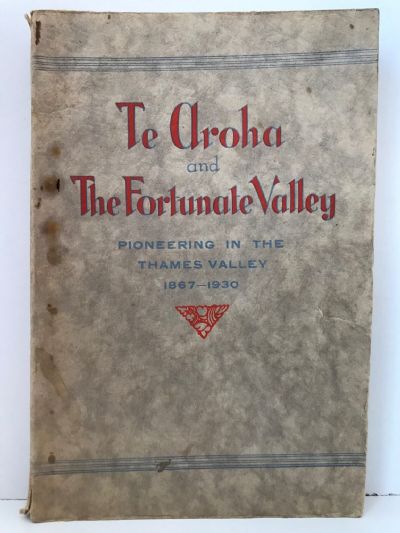 Te Aroha
and
The Fortunate Valley
PIONEERING IN THE
THAMES VALLEY
1867—1930